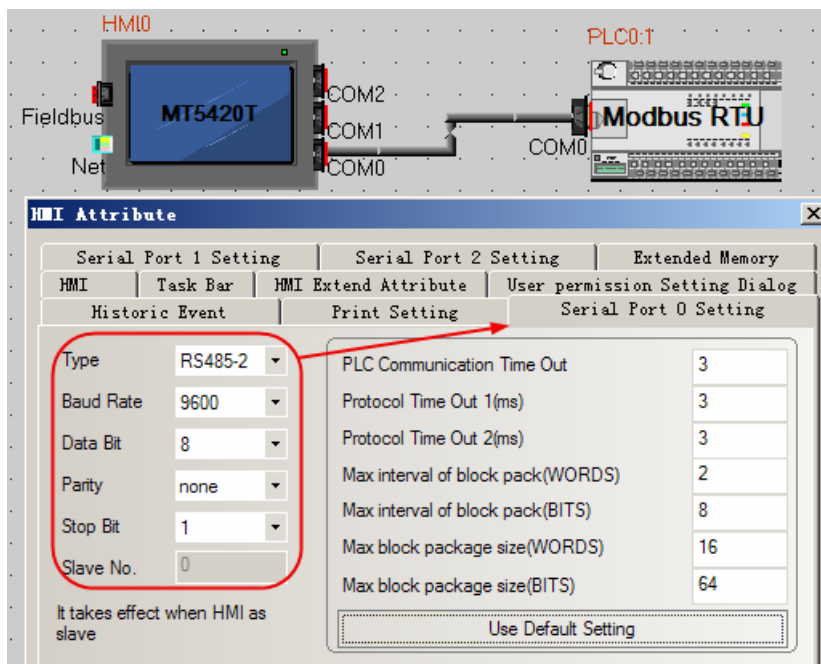 HMI0
PLC0:1
Fieldbus
MT5420T
COM2
COM1
COM0
Net
Modbus RTU
COM0
HMI Attribute
Serial Port 1 Setting Serial Port 2 Setting Extended Memory
HMI Task Bar HMI Extend Attribute User permission Setting Dialog
Historic Event Print Setting Serial Port 0 Setting
Type RS485-2 PLC Communication Time Out 3
Baud Rate 9600 Protocol Time Out 1(ms) 3
Data Bit 8 Protocol Time Out 2(ms) 3
Parity none Max interval of block pack(WORDS) 2
Stop Bit 1 Max interval of block pack(BITS) 8
Slave No. 0 Max block package size(WORDS) 16
Max block package size(BITS) 64
It takes effect when HMI as
slave
Use Default Setting